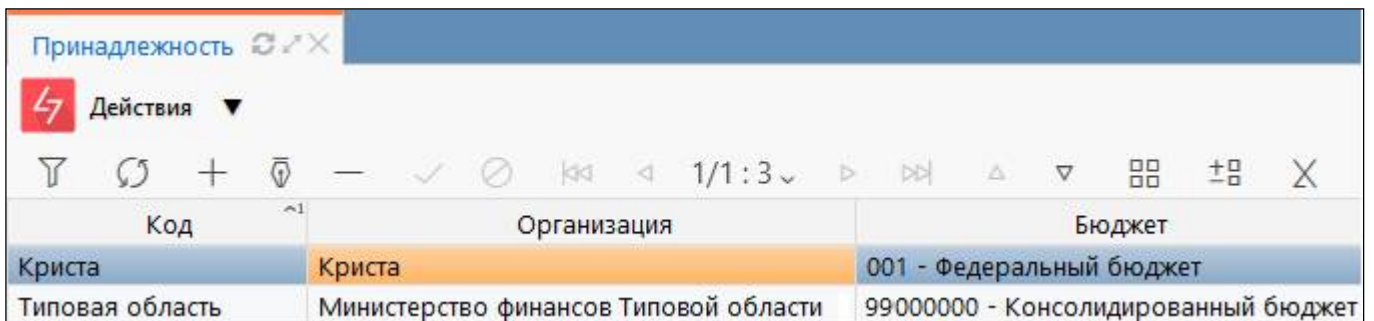 Принадлежность
Действия
1/1 : 3
Код 1 Организация Бюджет
Криста Криста 001 - Федеральный бюджет
Типовая область Министерство финансов Типовой области 99000000 - Консолидированный бюджет